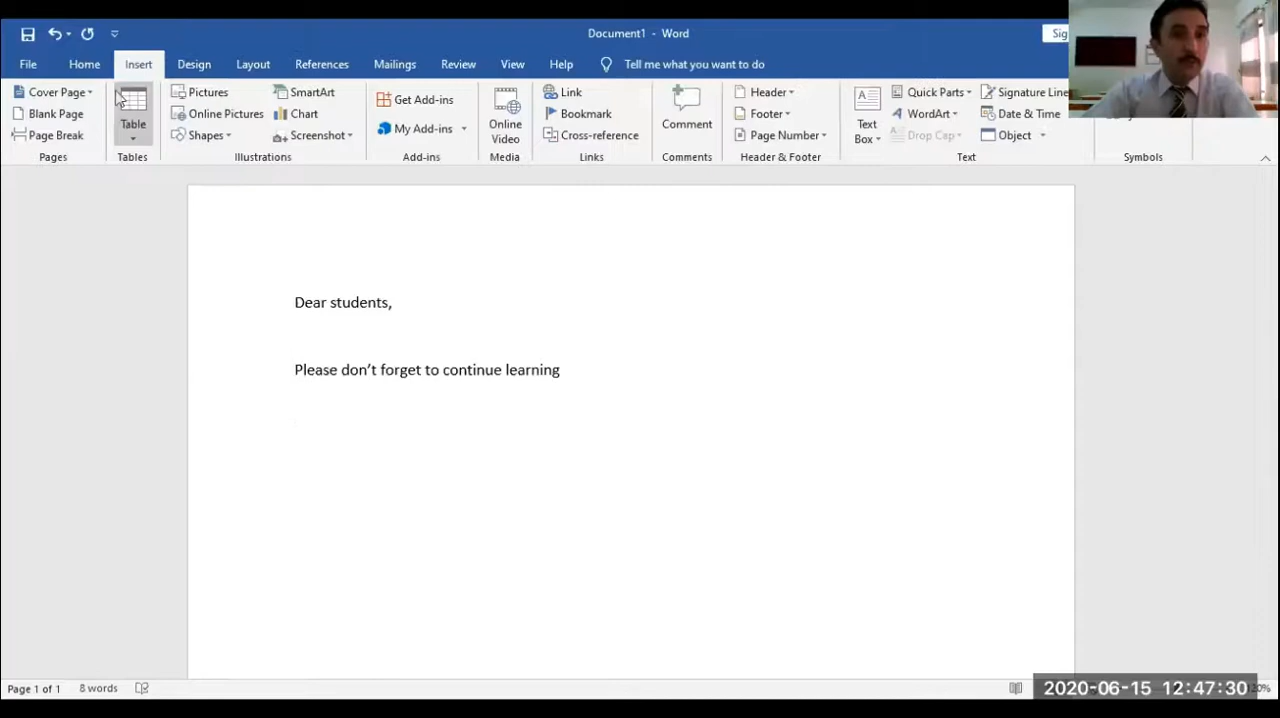 Document1 - Word
Sig
File Home Insert Design Layout References Mailings Review View Help Tell me what you want to do
Cover Page
Blank Page
Page Break
Pages
Table
Tables
Pictures
Online Pictures
Shapes
SmartArt
Chart
Screenshot
Illustrations
Get Add-ins
My Add-ins
Add-ins
Online
Video
Media
Link
Bookmark
Cross-reference
Links
Comment
Comments
Header
Footer
Page Number
Header & Footer
Text
Box
Quick Parts
WordArt
Drop Cap
Signature Line
Date & Time
Object
Text
Symbols
Dear students,
Please don’t forget to continue learning
Page 1 of 1 8 words
2020-06-15 12:47:30
20%